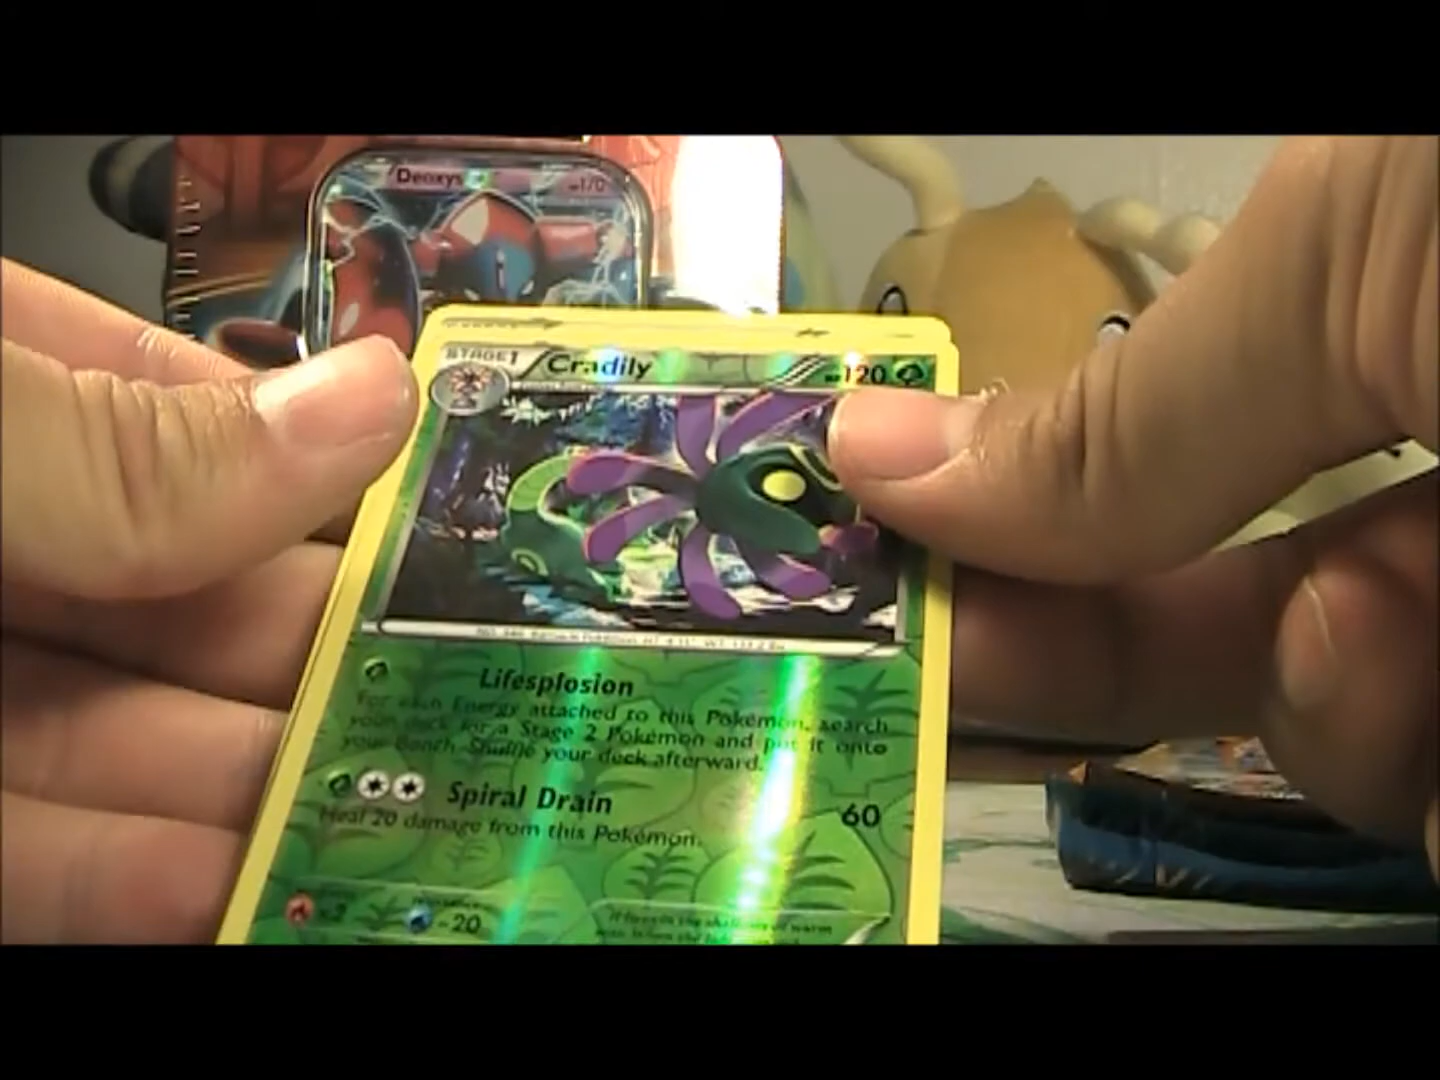 Deoxys
HP170
STAGE1
Cradily
HP120
Lifesplosion
For each Energy attached to this Pokémon, search
your deck for a Stage 2 Pokémon and put it onto
your Bench. Shuffle your deck afterward.
Spiral Drain
60
Heal 20 damage from this Pokémon.
×2
-20